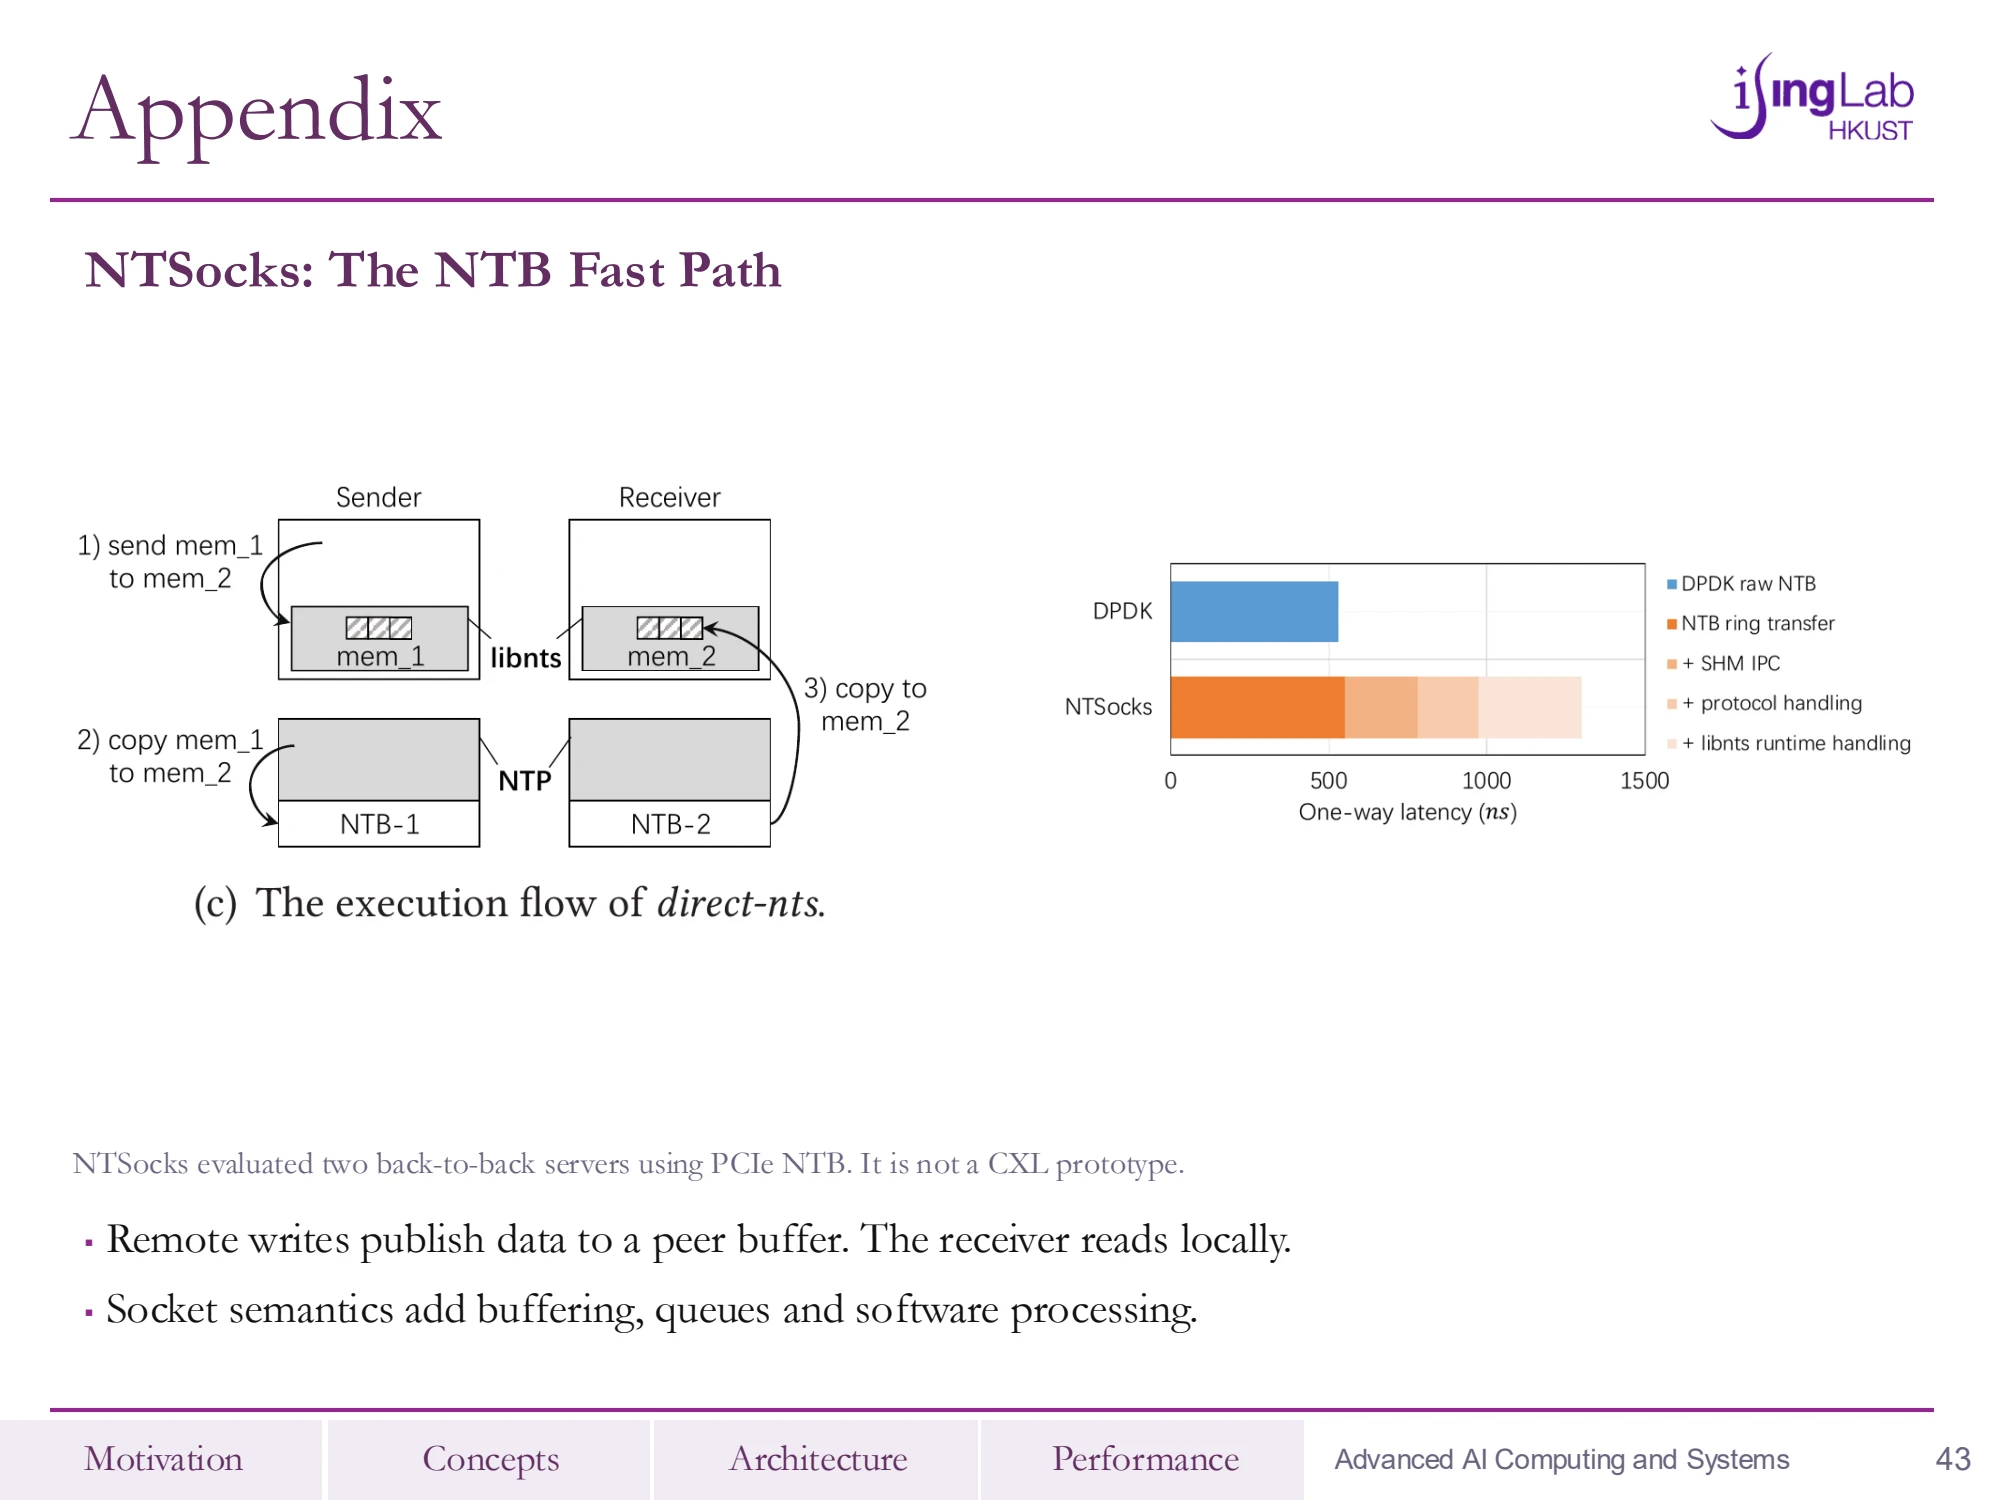 Appendix
iSingLab
HKUST
NTSocks: The NTB Fast Path
Sender
Receiver
1) send mem_1
to mem_2
mem_1
libnts
mem_2
3) copy to
mem_2
2) copy mem_1
to mem_2
NTP
NTB-1
NTB-2
(c) The execution flow of direct-nts.
DPDK
NTSocks
0
500
1000
1500
One-way latency (ns)
DPDK raw NTB
NTB ring transfer
+ SHM IPC
+ protocol handling
+ libnts runtime handling
NTSocks evaluated two back-to-back servers using PCIe NTB. It is not a CXL prototype.
▪ Remote writes publish data to a peer buffer. The receiver reads locally.
▪ Socket semantics add buffering, queues and software processing.
Motivation
Concepts
Architecture
Performance
Advanced AI Computing and Systems
43